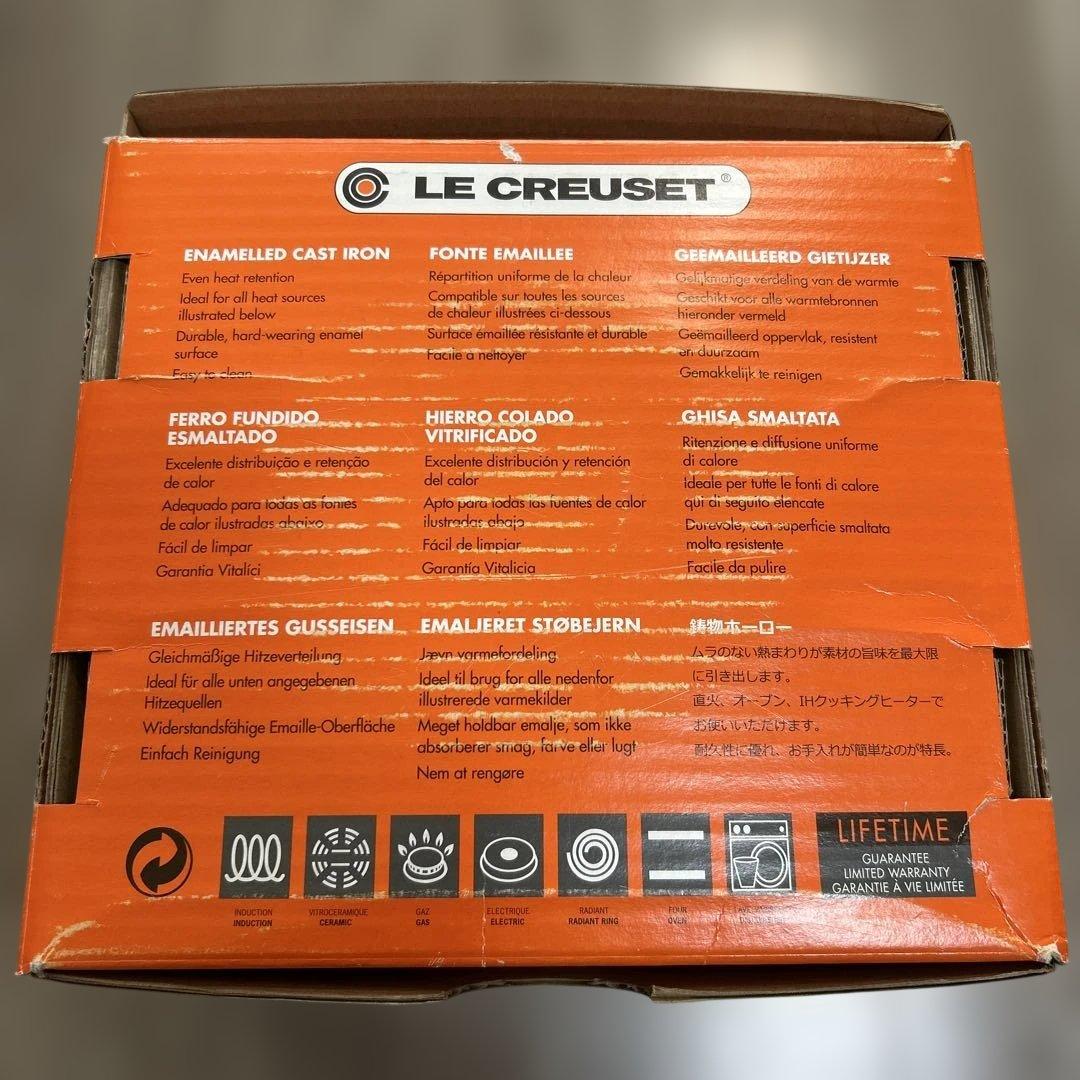 LE CREUSET®
ENAMELLED CAST IRON
Even heat retention
Ideal for all heat sources
illustrated below
Durable, hard-wearing enamel
surface
Easy to clean
FONTE EMAILLEE
Répartition uniforme de la chaleur
Compatible sur toutes les sources
de chaleur illustrées ci-dessous
Surface émaillée résistante et durable
Facile à nettoyer
GEEMAILLEERD GIETIJZER
Gelijkmatige verdeling van de warmte
Geschikt voor alle warmtebronnen
hieronder vermeld
Geëmailleerd oppervlak, resistent
en duurzaam
Gemakkelijk te reinigen
FERRO FUNDIDO
ESMALTADO
Excelente distribuição e retenção
de calor
Adequado para todas as fontes
de calor ilustradas abaixo
Fácil de limpar
Garantia Vitalíci
HIERRO COLADO
VITRIFICADO
Excelente distribución y retención
del calor
Apto para todas las fuentes de calor
ilustradas abajo
Fácil de limpiar
Garantía Vitalicia
GHISA SMALTATA
Ritenzione e diffusione uniforme
di calore
Ideale per tutte le fonti di calore
qui di seguito elencate
Durevole, con superficie smaltata
molto resistente
Facile da pulire
EMAILLIERTES GUSSEISEN
Gleichmäßige Hitzeverteilung
Ideal für alle unten angegebenen
Hitzequellen
Widerstandsfähige Emaille-Oberfläche
Einfach Reinigung
EMALJERET STØBEJERN
Jævn varmefordeling
Ideel til brug for alle nedenfor
illustrerede varmekilder
Meget holdbar emalje, som ikke
absorberer smag, farve eller lugt
Nem at rengøre
鋳物ホーロー
ムラのない熱まわりが素材の旨味を最大限
に引き出します。
直火、オーブン、IHクッキングヒーターで
お使いいただけます。
耐久性に優れ、お手入れが簡単なのが特長。
INDUCTION
INDUCTION
VITROCERAMIQUE
CERAMIC
GAZ
GAS
ELECTRIQUE
ELECTRIC
RADIANT
RADIANT RING
FOUR
OVEN
LIFETIME
GUARANTEE
LIMITED WARRANTY
GARANTIE À VIE LIMITÉE